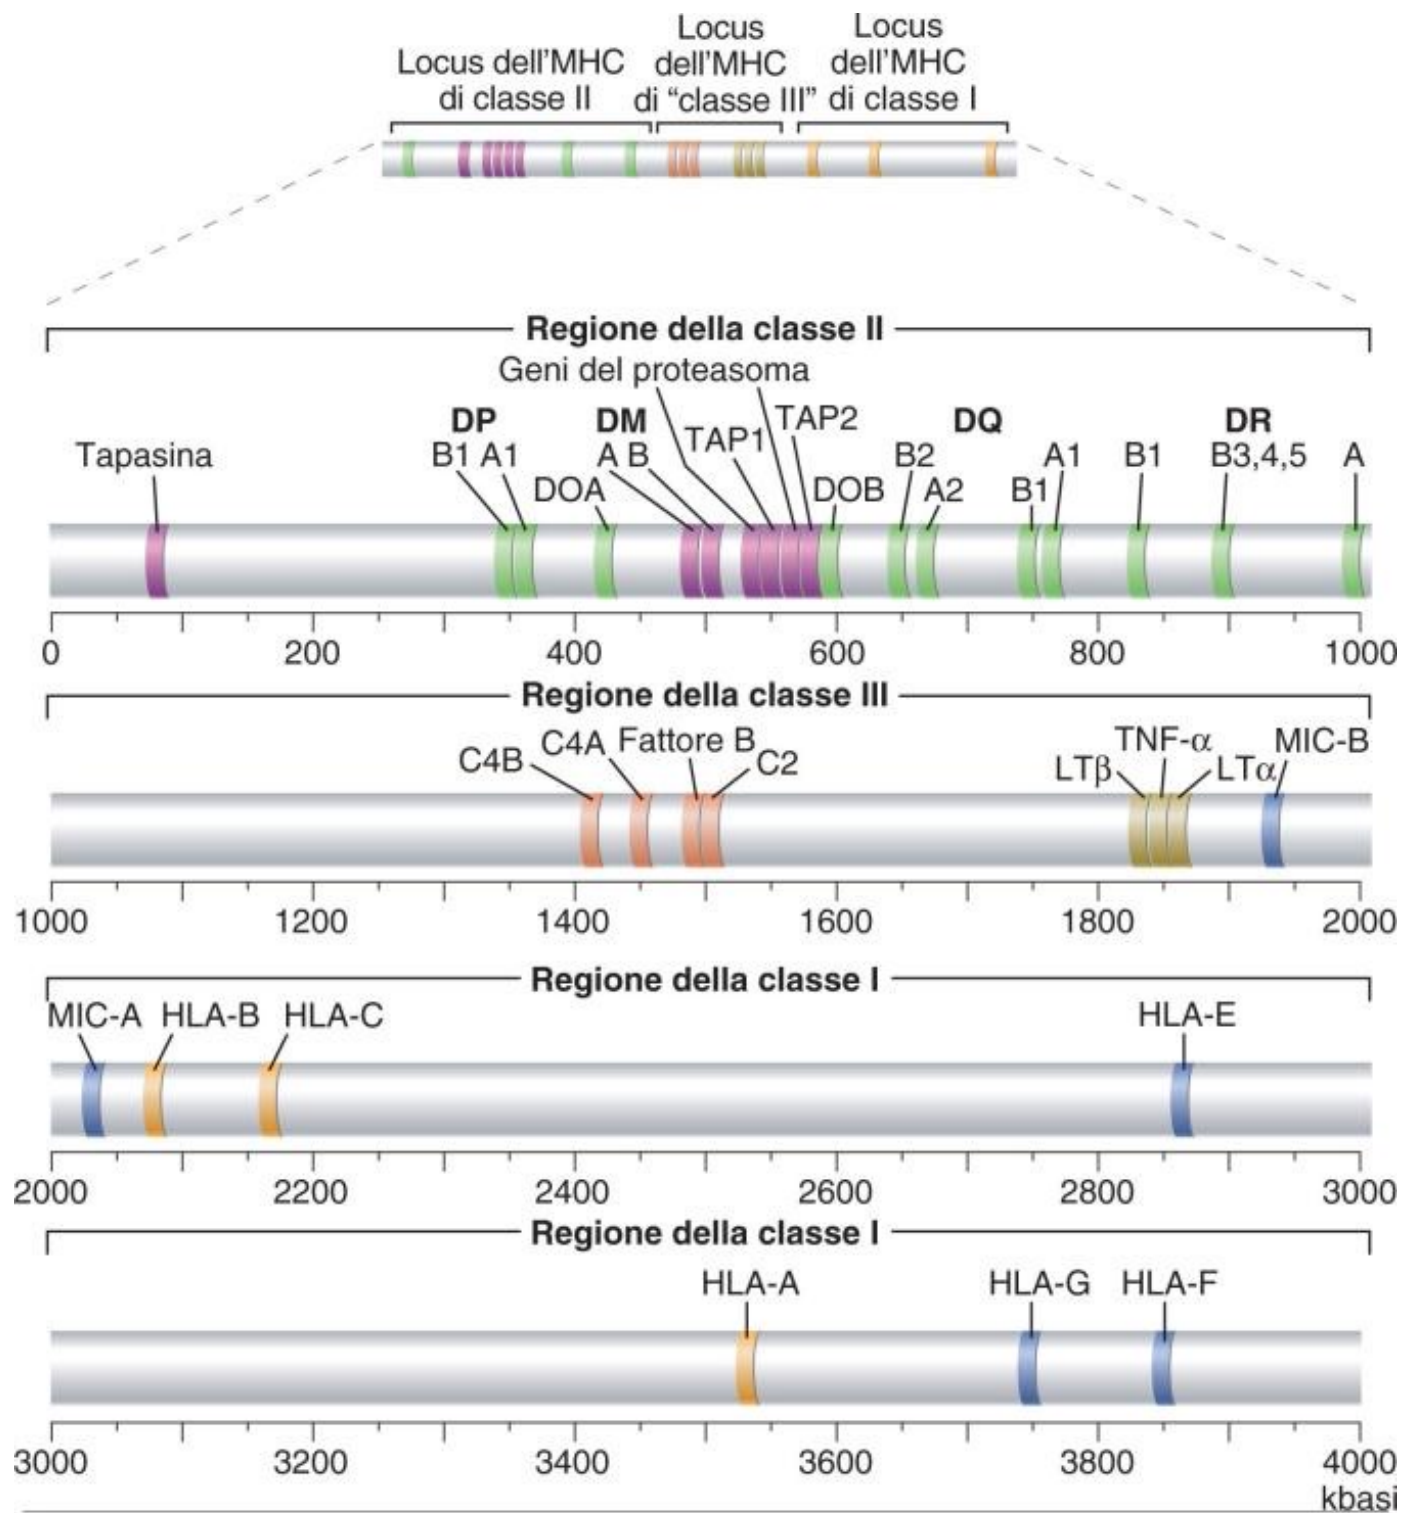 Locus dell'MHC
di classe II
Locus
dell'MHC
di “classe III”
Locus
dell'MHC
di classe I
Regione della classe II
Geni del proteasoma
DP DM TAP1 TAP2 DQ DR
Tapasina B1 A1 A B B2 A1 B1 B3,4,5 A
DOA DOB A2 B1
0 200 400 600 800 1000
Regione della classe III
C4B C4A Fattore B C2 TNF-α MIC-B
LTβ LTα
1000 1200 1400 1600 1800 2000
Regione della classe I
MIC-A HLA-B HLA-C HLA-E
2000 2200 2400 2600 2800 3000
Regione della classe I
HLA-A HLA-G HLA-F
3000 3200 3400 3600 3800 4000
kbasi